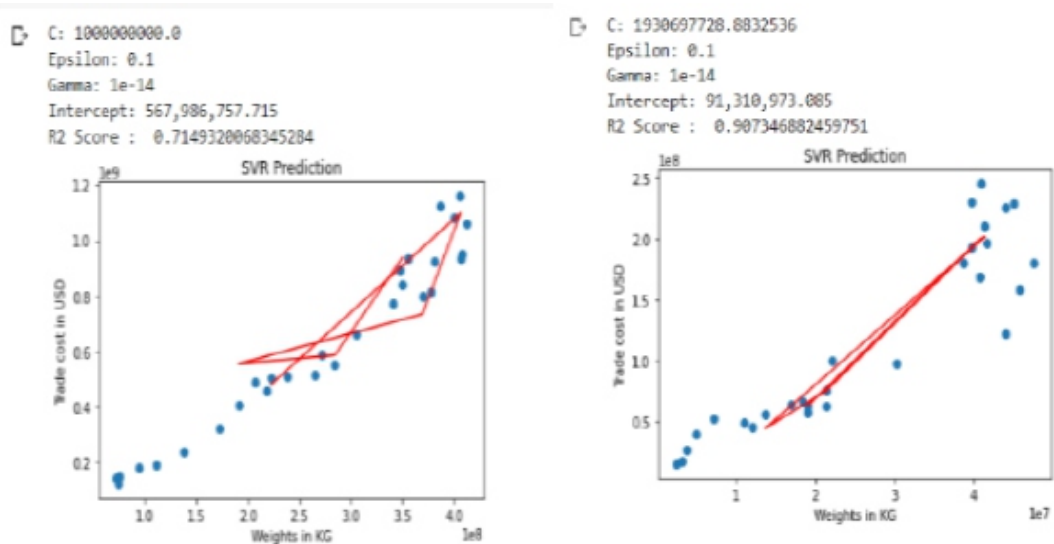 C: 1000000000.0
Epsilon: 0.1
Gamma: 1e-14
Intercept: 567,986,757.715
R2 Score : 0.7149320068345284
SVR Prediction
1e9
1.2
1.0
0.8
0.6
0.4
0.2
Trade cost in USD
1.0 1.5 2.0 2.5 3.0 3.5 4.0
Weights in KG
1e8
C: 1930697728.8832536
Epsilon: 0.1
Gamma: 1e-14
Intercept: 91,310,973.085
R2 Score : 0.907346882459751
SVR Prediction
1e8
2.5
2.0
1.5
1.0
0.5
Trade cost in USD
1 2 3 4
Weights in KG
1e7